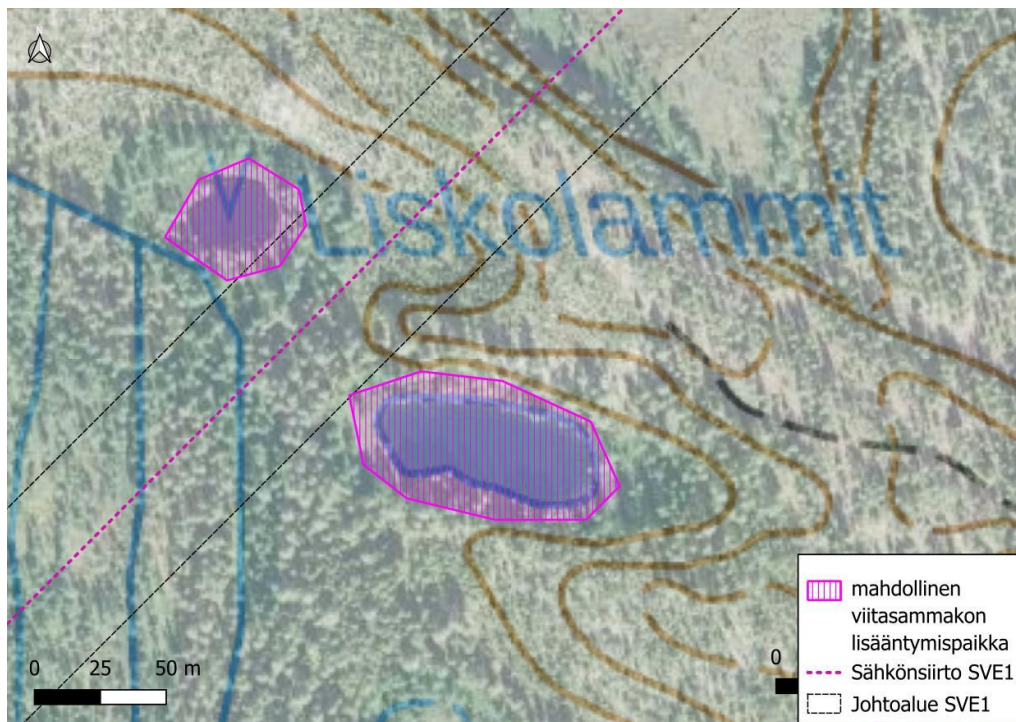 V Liskolammit
0 25 50 m
0
mahdollinen
viitasammakon
lisääntymispaikka
Sähkönsiirto SVE1
Johtoalue SVE1